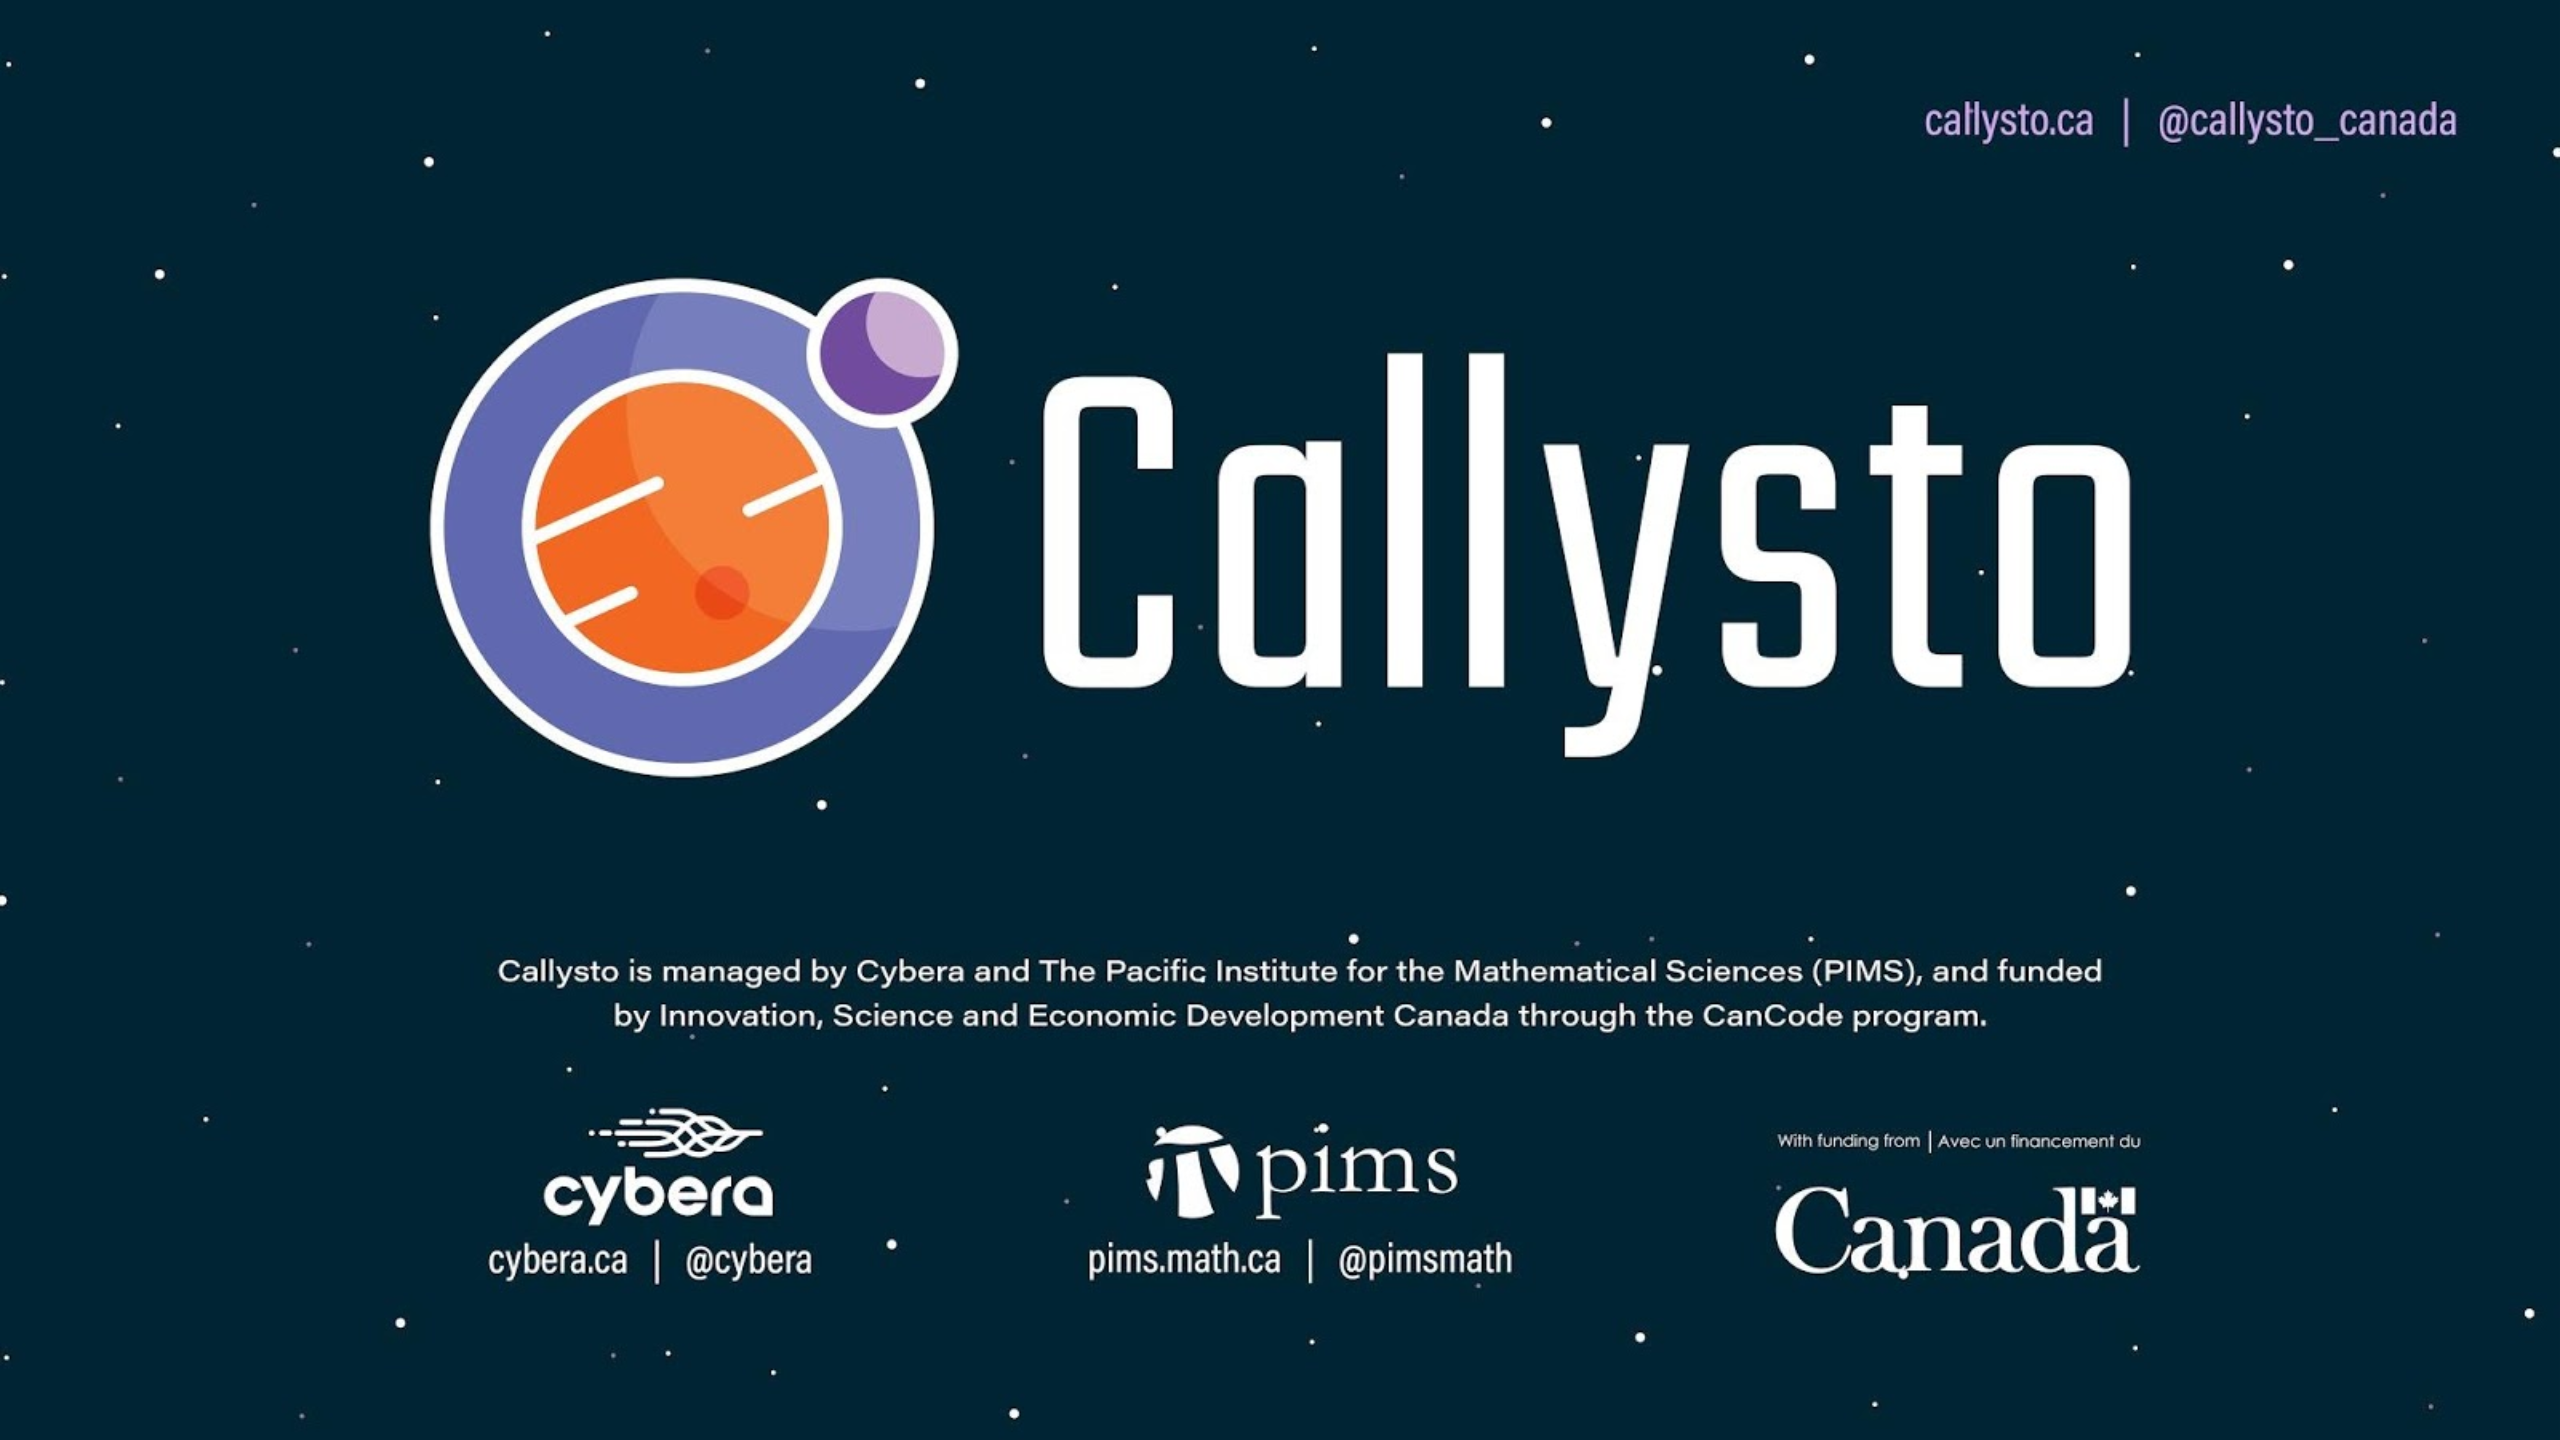 callysto.ca | @callysto_canada
Callysto
Callysto is managed by Cybera and The Pacific Institute for the Mathematical Sciences (PIMS), and funded
by Innovation, Science and Economic Development Canada through the CanCode program.
cybera
cybera.ca | @cybera
pims
pims.math.ca | @pimsmath
With funding from | Avec un financement du
Canada